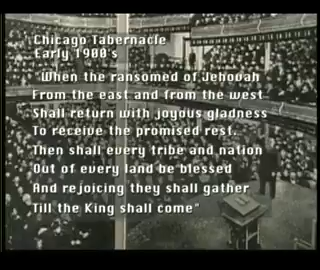 Chicago Tabernacle
Early 1900's
"When the ransomed of Jehovah
From the east and from the west
Shall return with joyous gladness
To receive the promised rest.
Then shall every tribe and nation
Out of every land be blessed
And rejoicing they shall gather
Till the King shall come"